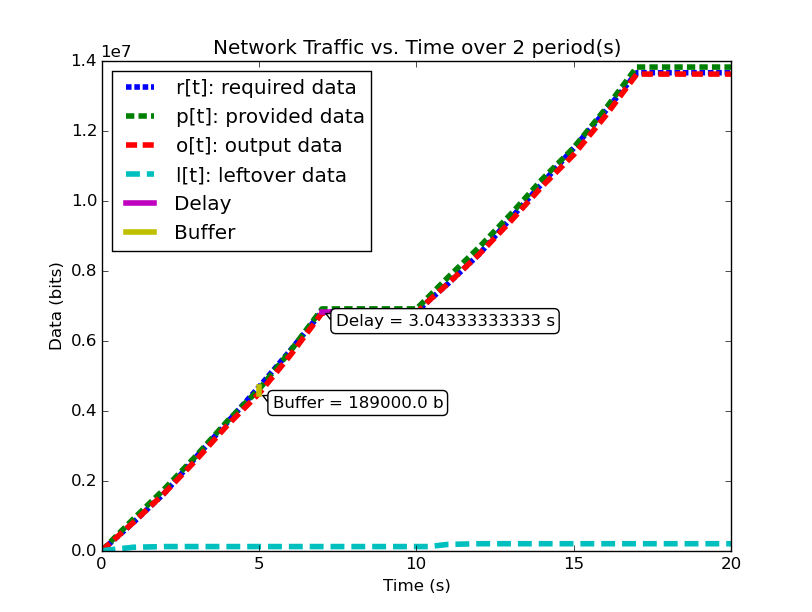 Network Traffic vs. Time over 2 period(s)
1e7
1.4
1.2
1.0
0.8
0.6
0.4
0.2
0.0
Data (bits)
r[t]: required data
p[t]: provided data
o[t]: output data
l[t]: leftover data
Delay
Buffer
Delay = 3.04333333333 s
Buffer = 189000.0 b
0
5
10
15
20
Time (s)